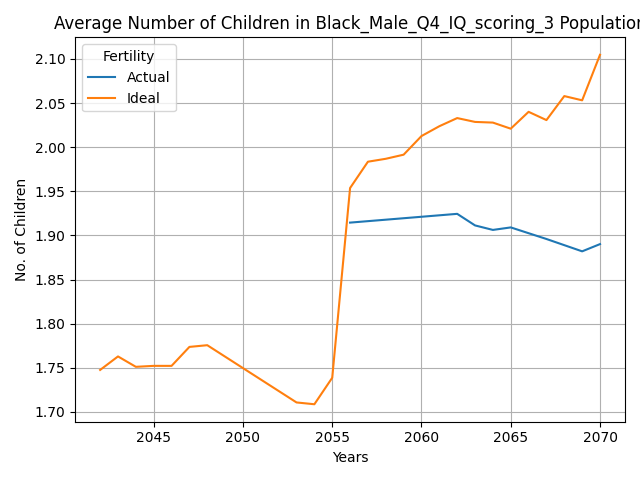 Average Number of Children in Black_Male_Q4_IQ_scoring_3 Population
Fertility
Actual
Ideal
No. of Children
2.10
2.05
2.00
1.95
1.90
1.85
1.80
1.75
1.70
2045 2050 2055 2060 2065 2070
Years